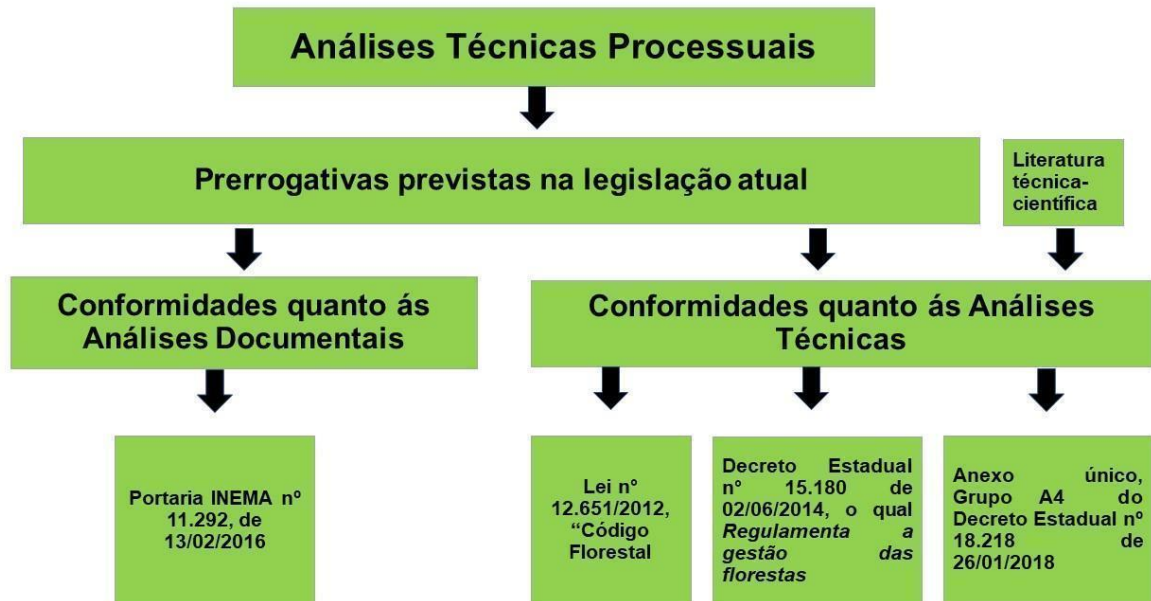 Análises Técnicas Processuais
Prerrogativas previstas na legislação atual
Literatura
técnica-
científica
Conformidades quanto ás
Análises Documentais
Conformidades quanto ás Análises
Técnicas
Portaria INEMA nº
11.292, de
13/02/2016
Lei nº
12.651/2012,
“Código
Florestal
Decreto Estadual
nº 15.180 de
02/06/2014, o qual
Regulamenta a
gestão das
florestas
Anexo único,
Grupo A4 do
Decreto Estadual nº
18.218 de
26/01/2018